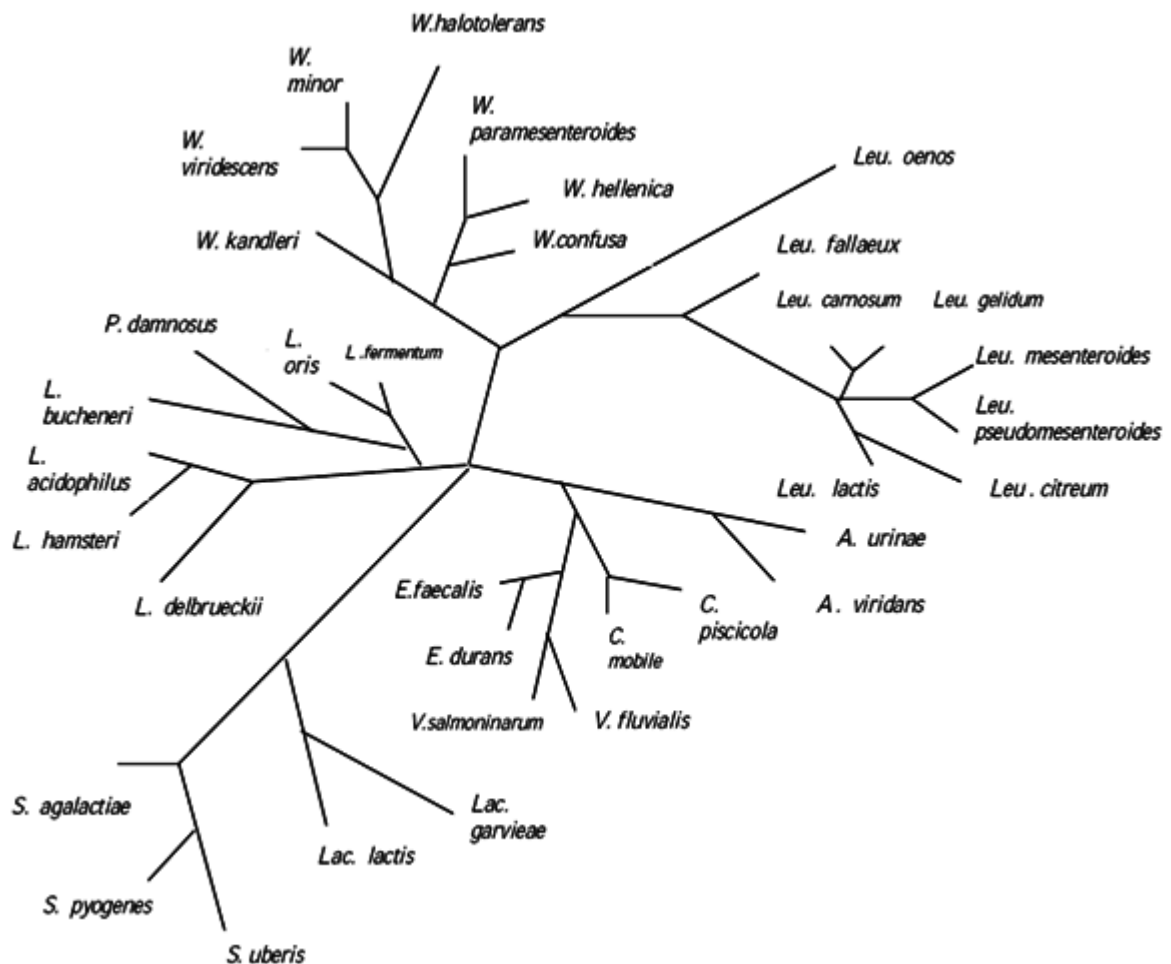 W.halotolerans
W.
minor
W.
paramesenteroides
W.
viridescens
Leu. oenos
W. hellenica
W. kandleri
W.confusa
Leu. fallaeux
Leu. carnosum
Leu. gelidum
P. damnosus
L.
oris
L .fermentum
Leu. mesenteroides
L.
bucheneri
Leu.
pseudomesenteroides
L.
acidophilus
Leu. lactis
Leu . citreum
L. hamsteri
A. urinae
L. delbrueckii
E.faecalis
C.
piscicola
A . viridans
E. durans
C.
mobile
V.salmoninarum
V. fluvialis
S. agalactiae
Lac.
garvieae
Lac. lactis
S. pyogenes
S. uberis